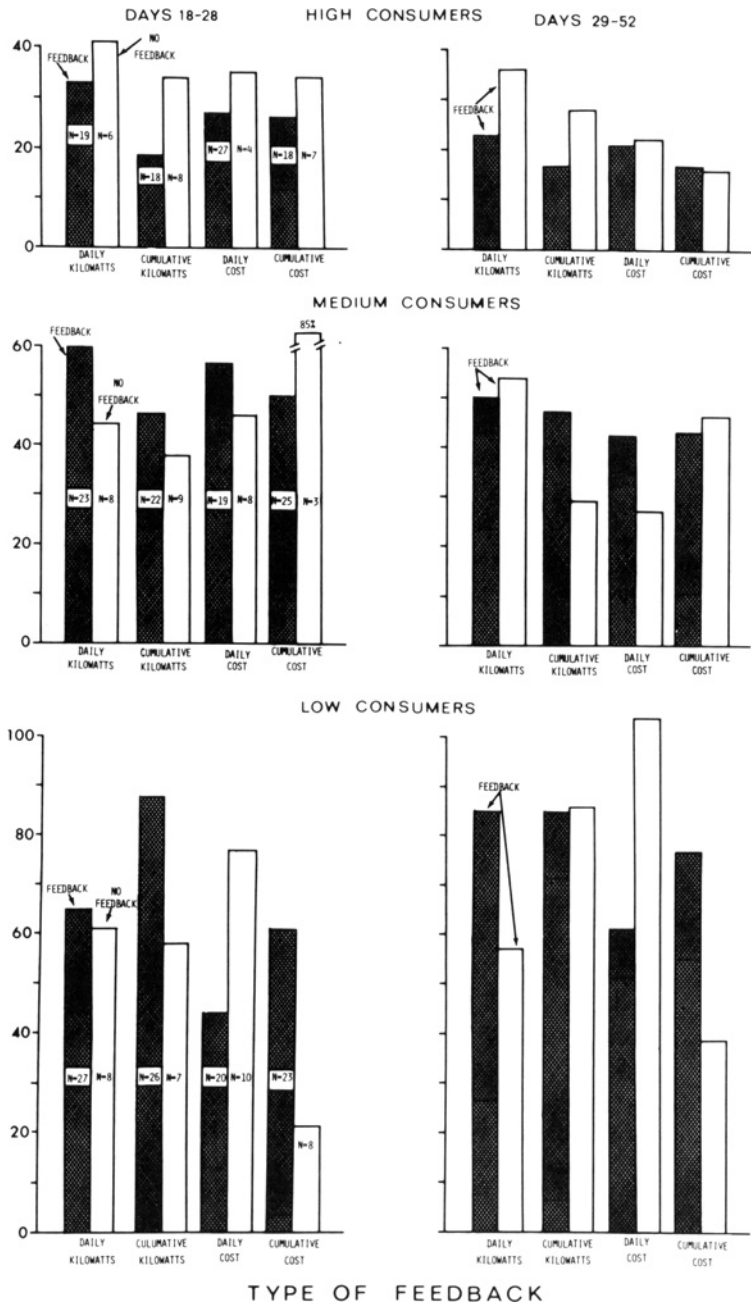 DAYS 18-28 HIGH CONSUMERS DAYS 29-52
40
20
0
FEEDBACK
NO
FEEDBACK
N=19 N=6 N=18 N=8 N=27 N=4 N=18 N=7
DAILY KILOWATTS
CUMULATIVE KILOWATTS
DAILY COST
CUMULATIVE COST
FEEDBACK
DAILY KILOWATTS
CUMULATIVE KILOWATTS
DAILY COST
CUMULATIVE COST
MEDIUM CONSUMERS
60
40
20
0
FEEDBACK
NO
FEEDBACK
85%
N=23 N=8 N=22 N=9 N=19 N=8 N=25 N=3
DAILY KILOWATTS
CUMULATIVE KILOWATTS
DAILY COST
CUMULATIVE COST
FEEDBACK
DAILY KILOWATTS
CUMULATIVE KILOWATTS
DAILY COST
CUMULATIVE COST
LOW CONSUMERS
100
80
60
40
20
0
FEEDBACK
NO
FEEDBACK
N=27 N=8 N=26 N=7 N=20 N=10 N=23
N=8
DAILY KILOWATTS
CULUMATIVE KILOWATTS
DAILY COST
CUMULATIVE COST
FEEDBACK
DAILY KILOWATTS
CUMULATIVE KILOWATTS
DAILY COST
CUMULATIVE COST
TYPE OF FEEDBACK